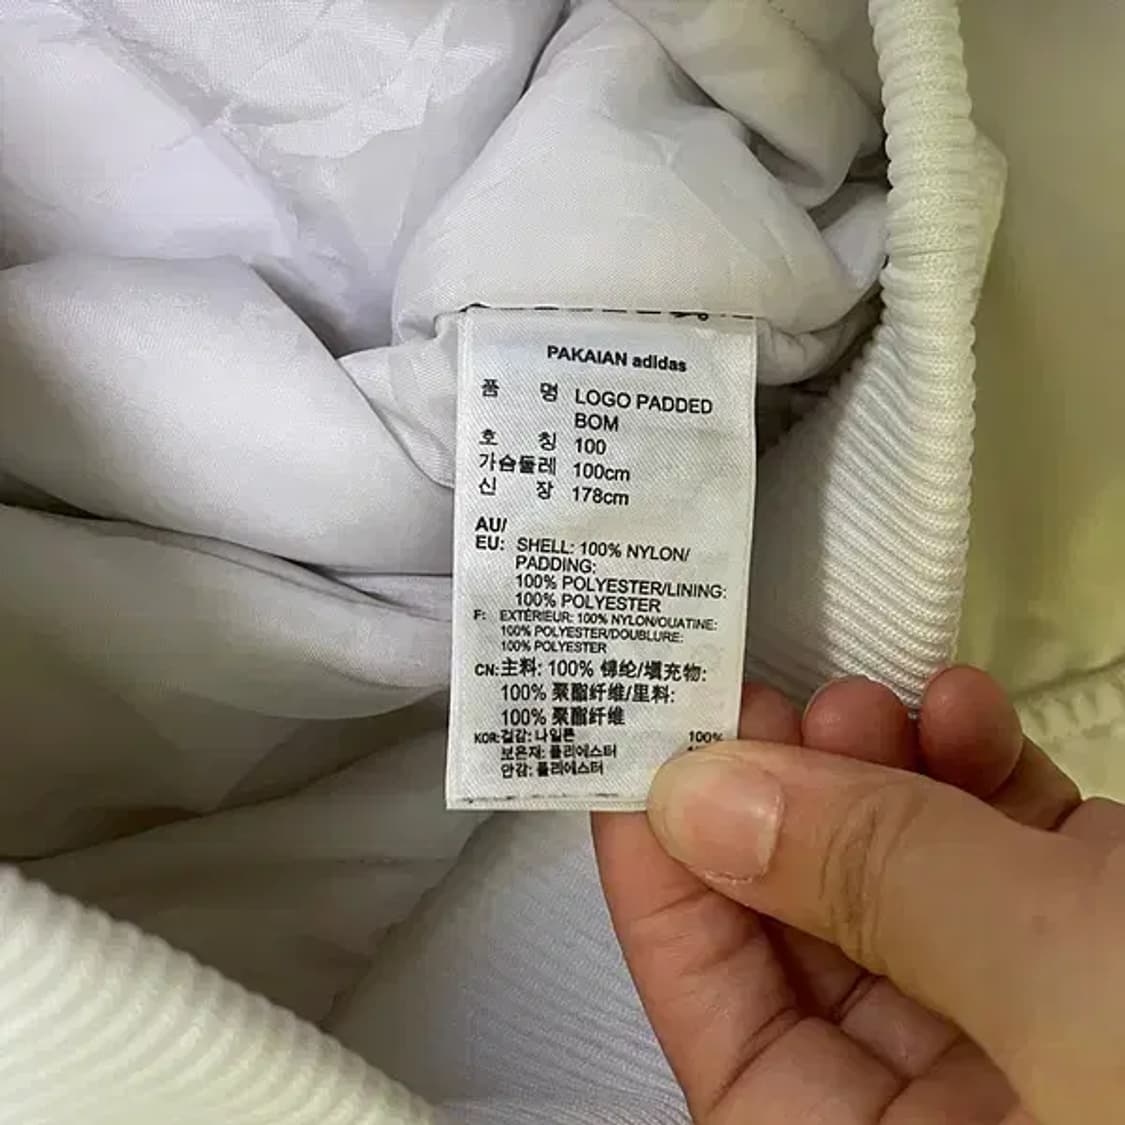 PAKAIAN adidas
품 명 LOGO PADDED
BOM
호 칭 100
가슴둘레 100cm
신 장 178cm
AU/
EU: SHELL: 100% NYLON/
PADDING:
100% POLYESTER/LINING:
100% POLYESTER
F: EXTÉRIEUR: 100% NYLON/OUATINE:
100% POLYESTER/DOUBLURE:
100% POLYESTER
CN: 主料: 100% 锦纶/填充物:
100% 聚酯纤维/里料:
100% 聚酯纤维
KOR: 겉감: 나일론 100%
보온재: 폴리에스터
안감: 폴리에스터